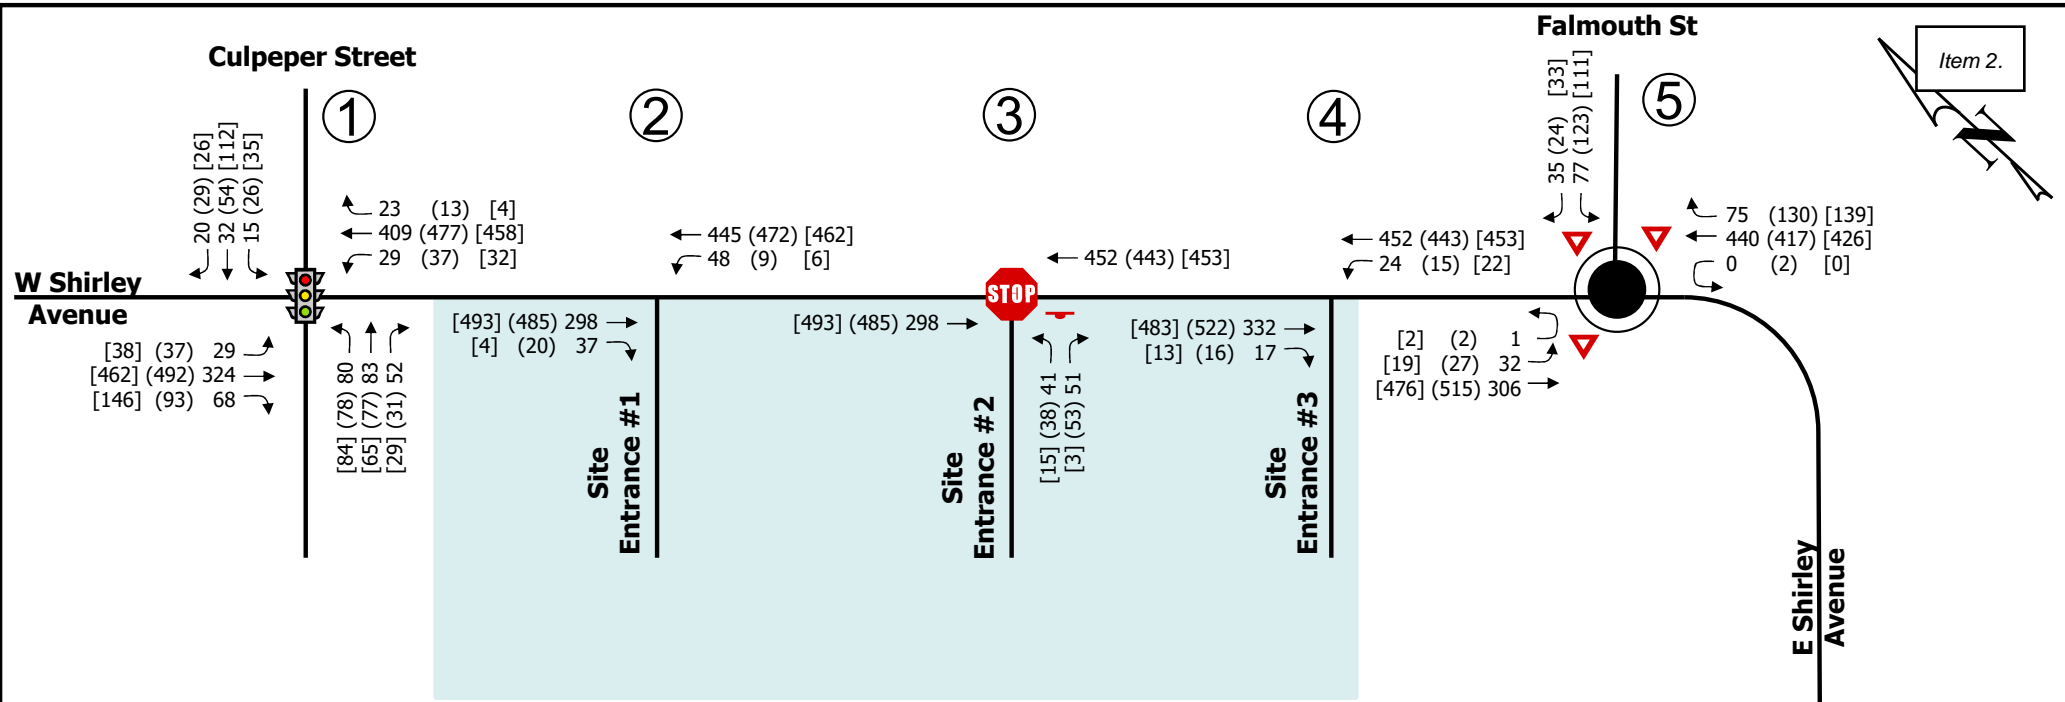 Falmouth St
Item 2.
Culpeper Street
1
2
3
4
5
20 (29) [26]
32 (54) [112]
15 (26) [35]
23 (13) [4]
409 (477) [458]
29 (37) [32]
445 (472) [462]
48 (9) [6]
452 (443) [453]
452 (443) [453]
24 (15) [22]
35 (24) [33]
77 (123) [111]
75 (130) [139]
440 (417) [426]
0 (2) [0]
N
W Shirley
Avenue
STOP
[38] (37) 29
[462] (492) 324
[146] (93) 68
[84] (78) 80
[65] (77) 83
[29] (31) 52
[493] (485) 298
[4] (20) 37
Site
Entrance #1
[493] (485) 298
Site
Entrance #2
[15] (38) 41
[3] (53) 51
[483] (522) 332
[13] (16) 17
Site
Entrance #3
[2] (2) 1
[19] (27) 32
[476] (515) 306
E Shirley
Avenue